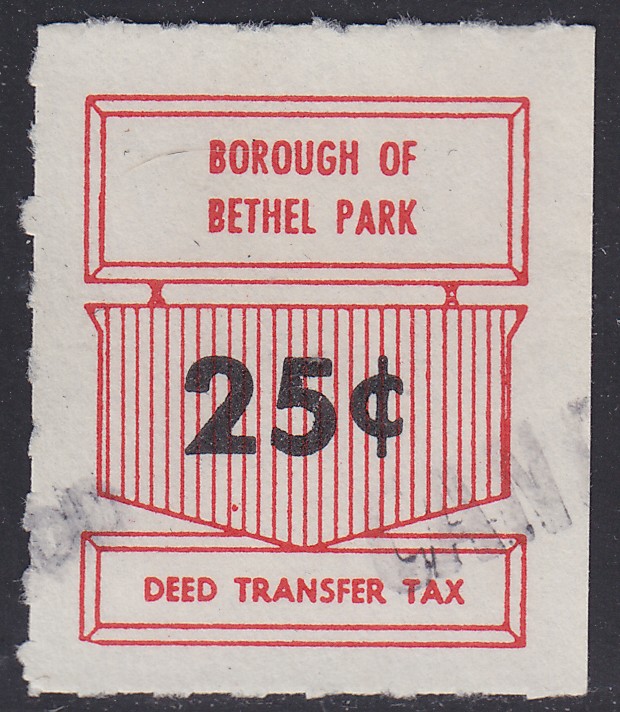 BOROUGH OF
BETHEL PARK
25¢
DEED TRANSFER TAX